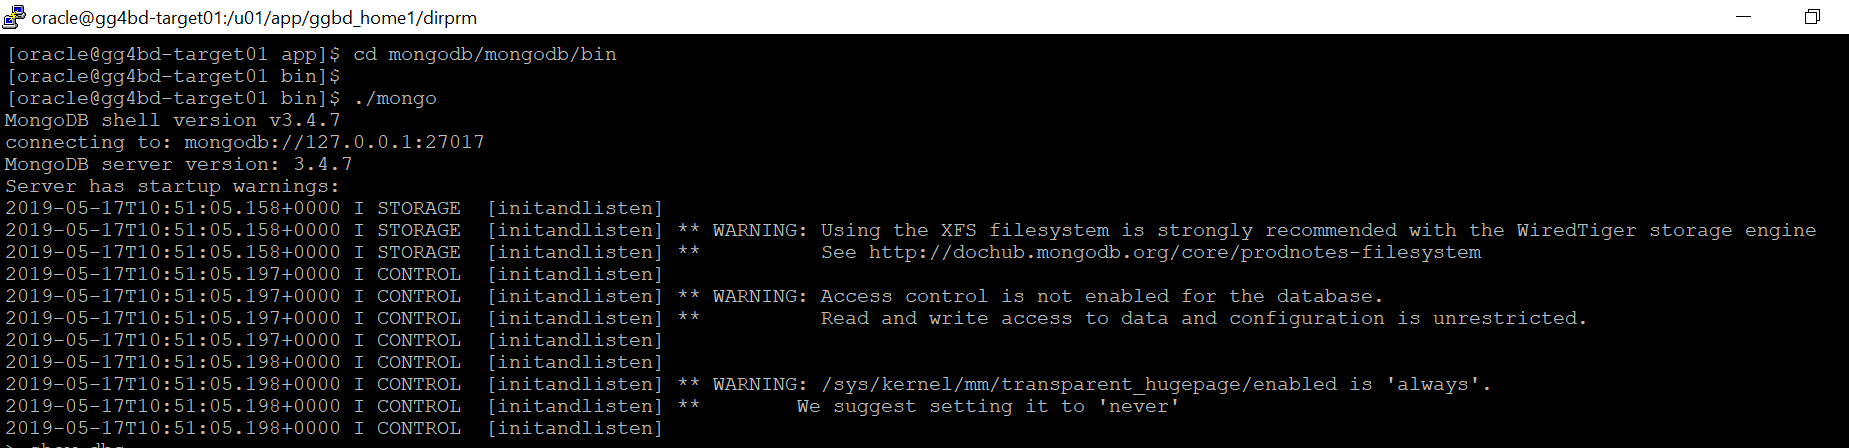 oracle@gg4bd-target01:/u01/app/ggbd_home1/dirprm
[oracle@gg4bd-target01 app]$ cd mongodb/mongodb/bin
[oracle@gg4bd-target01 bin]$
[oracle@gg4bd-target01 bin]$ ./mongo
MongoDB shell version v3.4.7
connecting to: mongodb://127.0.0.1:27017
MongoDB server version: 3.4.7
Server has startup warnings:
2019-05-17T10:51:05.158+0000 I STORAGE  [initandlisten]
2019-05-17T10:51:05.158+0000 I STORAGE  [initandlisten] ** WARNING: Using the XFS filesystem is strongly recommended with the WiredTiger storage engine
2019-05-17T10:51:05.158+0000 I STORAGE  [initandlisten] **          See http://dochub.mongodb.org/core/prodnotes-filesystem
2019-05-17T10:51:05.197+0000 I CONTROL  [initandlisten]
2019-05-17T10:51:05.197+0000 I CONTROL  [initandlisten] ** WARNING: Access control is not enabled for the database.
2019-05-17T10:51:05.197+0000 I CONTROL  [initandlisten] **          Read and write access to data and configuration is unrestricted.
2019-05-17T10:51:05.197+0000 I CONTROL  [initandlisten]
2019-05-17T10:51:05.198+0000 I CONTROL  [initandlisten]
2019-05-17T10:51:05.198+0000 I CONTROL  [initandlisten] ** WARNING: /sys/kernel/mm/transparent_hugepage/enabled is 'always'.
2019-05-17T10:51:05.198+0000 I CONTROL  [initandlisten] **        We suggest setting it to 'never'
2019-05-17T10:51:05.198+0000 I CONTROL  [initandlisten]